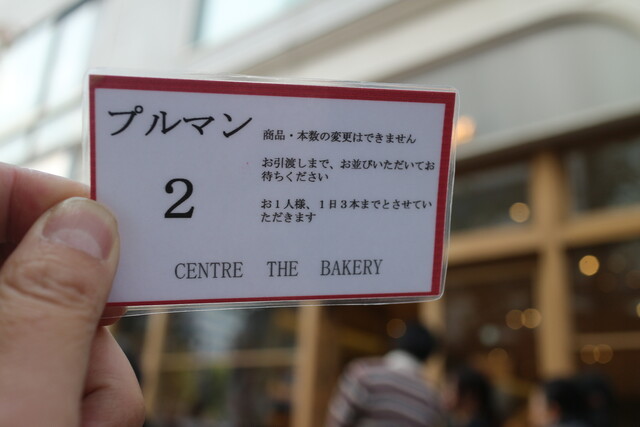 プルマン
2
商品・本数の変更はできません
お引渡しまで、お並びいただいてお
待ちください
お1人様、1日3本までとさせてい
ただきます
CENTRE THE BAKERY